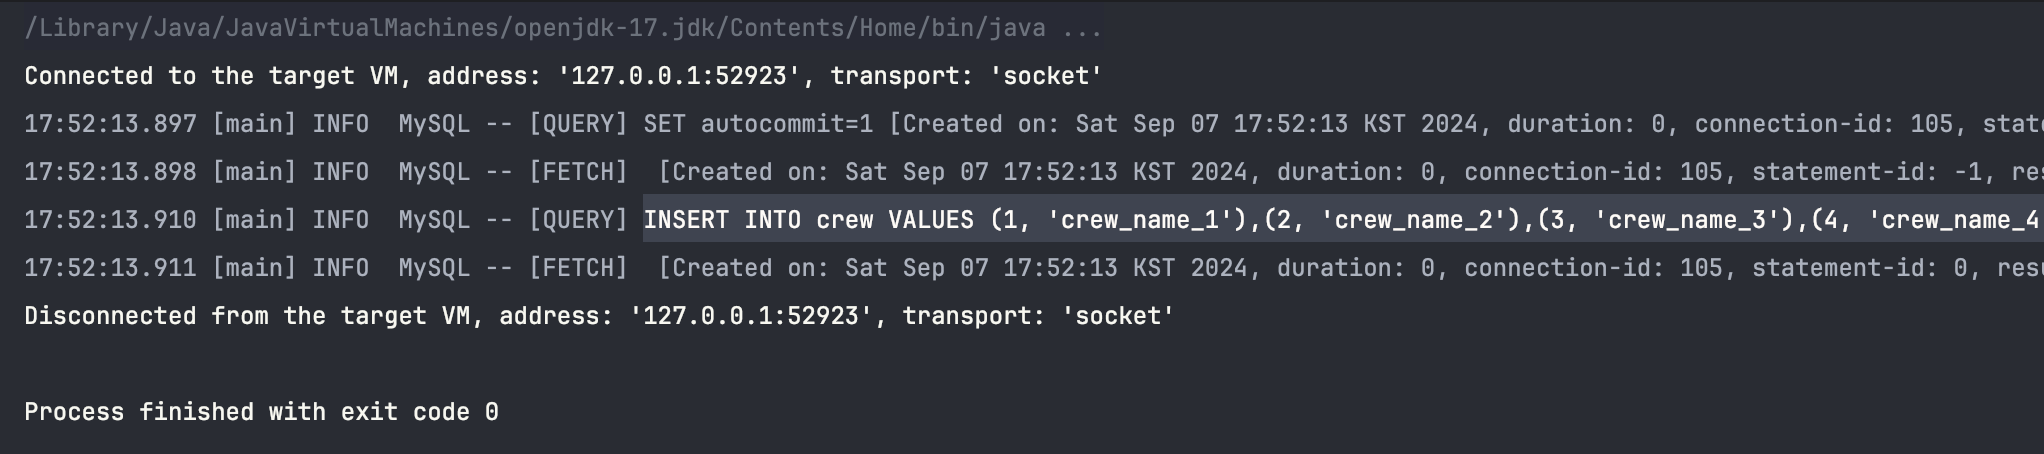 /Library/Java/JavaVirtualMachines/openjdk-17.jdk/Contents/Home/bin/java ...
Connected to the target VM, address: '127.0.0.1:52923', transport: 'socket'
17:52:13.897 [main] INFO  MySQL -- [QUERY] SET autocommit=1 [Created on: Sat Sep 07 17:52:13 KST 2024, duration: 0, connection-id: 105, state
17:52:13.898 [main] INFO  MySQL -- [FETCH]  [Created on: Sat Sep 07 17:52:13 KST 2024, duration: 0, connection-id: 105, statement-id: -1, res
17:52:13.910 [main] INFO  MySQL -- [QUERY] INSERT INTO crew VALUES (1, 'crew_name_1'),(2, 'crew_name_2'),(3, 'crew_name_3'),(4, 'crew_name_4'
17:52:13.911 [main] INFO  MySQL -- [FETCH]  [Created on: Sat Sep 07 17:52:13 KST 2024, duration: 0, connection-id: 105, statement-id: 0, resu
Disconnected from the target VM, address: '127.0.0.1:52923', transport: 'socket'
Process finished with exit code 0